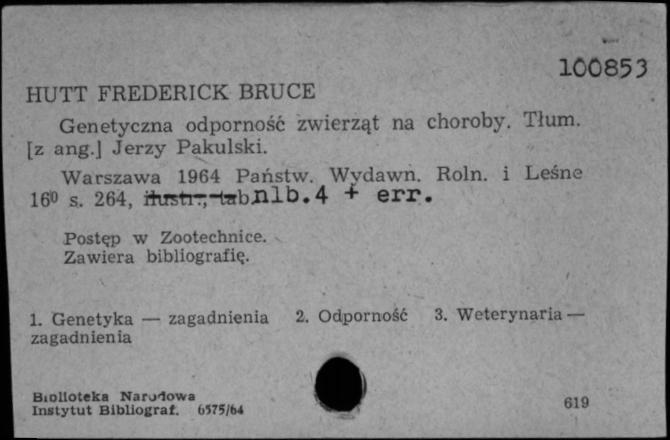 100853
HUTT FREDERICK BRUCE
Genetyczna odporność zwierząt na choroby. Tłum.
[z ang.] Jerzy Pakulski.
Warszawa 1964 Państw. Wydawn. Roln. i Leśne
16⁰ s. 264, ilustr., tab. nlb. 4 + err.
Postęp w Zootechnice.
Zawiera bibliografię.
1. Genetyka — zagadnienia 2. Odporność 3. Weterynaria —
zagadnienia
Biblioteka Narodowa
Instytut Bibliograf. 6575/64
619